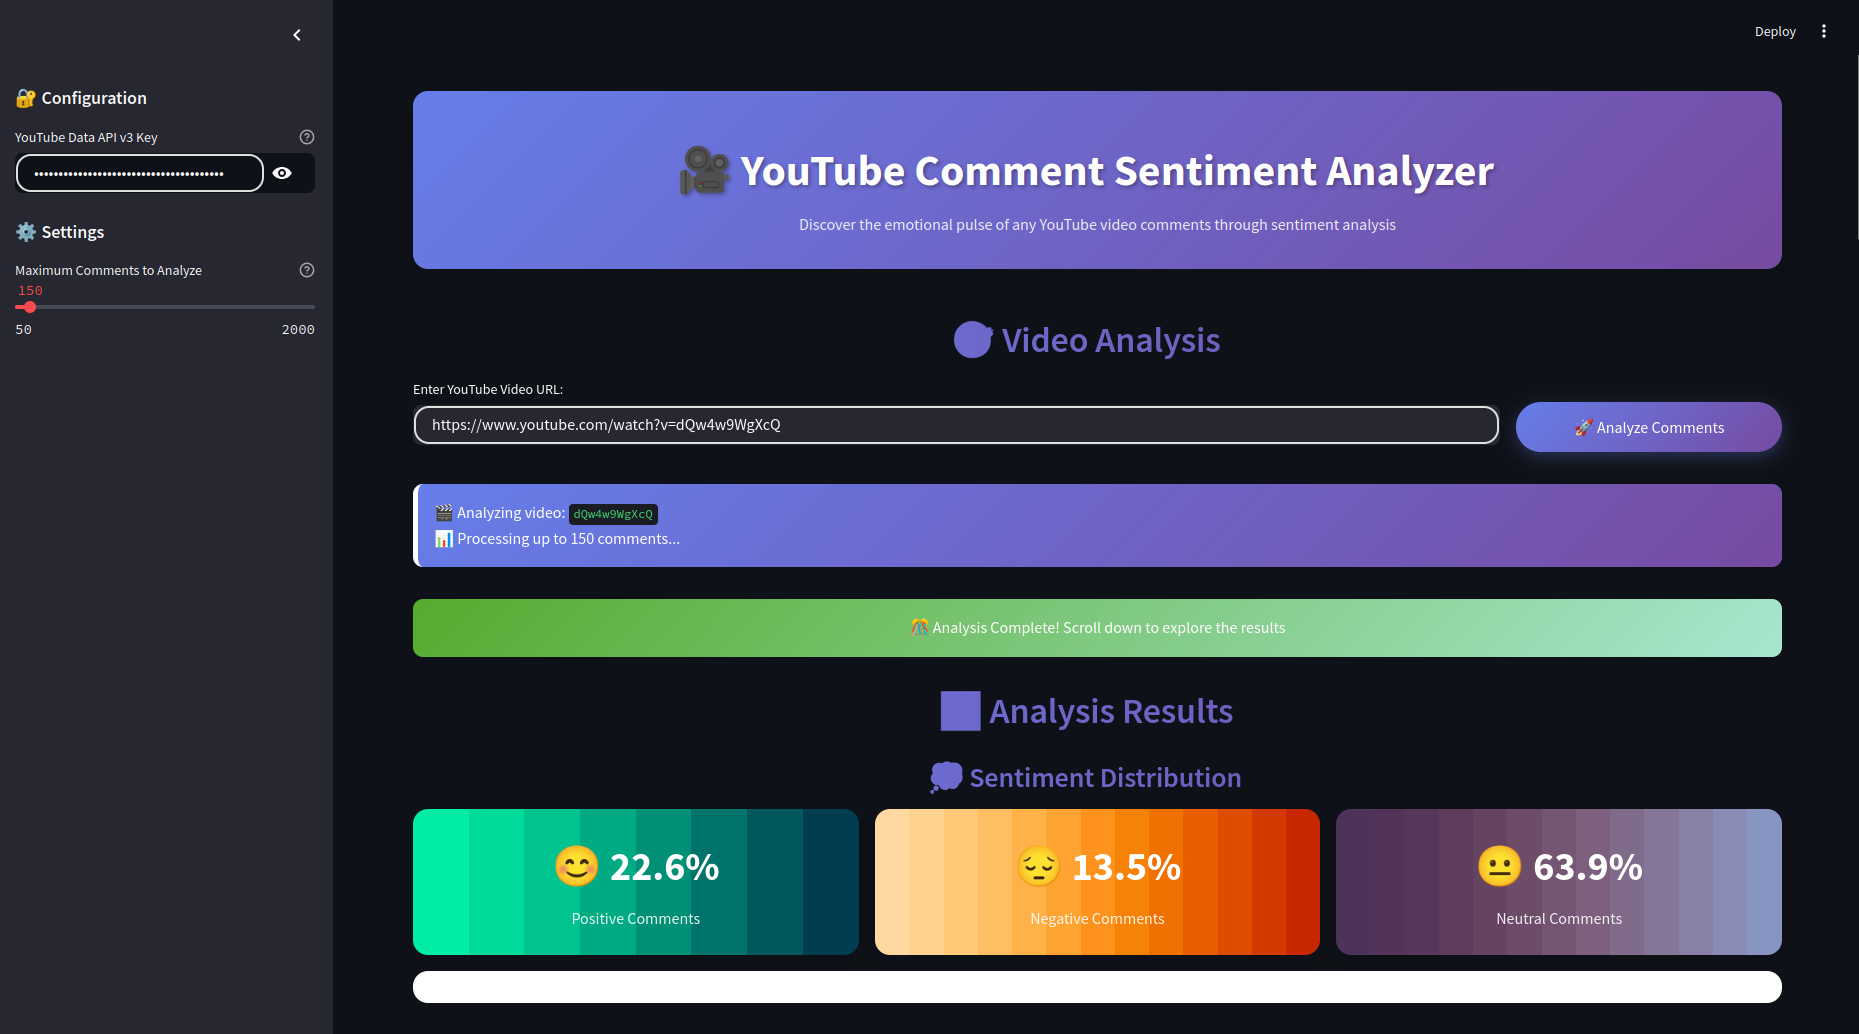 Deploy
🔐 Configuration
YouTube Data API v3 Key
••••••••••••••••••••••••••••••••••••••••
⚙️ Settings
Maximum Comments to Analyze
150
50 2000
🎥 YouTube Comment Sentiment Analyzer
Discover the emotional pulse of any YouTube video comments through sentiment analysis
Video Analysis
Enter YouTube Video URL:
https://www.youtube.com/watch?v=dQw4w9WgXcQ
🚀 Analyze Comments
🎬 Analyzing video: dQw4w9WgXcQ
📊 Processing up to 150 comments...
🎊 Analysis Complete! Scroll down to explore the results
Analysis Results
Sentiment Distribution
😊 22.6%
Positive Comments
😔 13.5%
Negative Comments
😐 63.9%
Neutral Comments